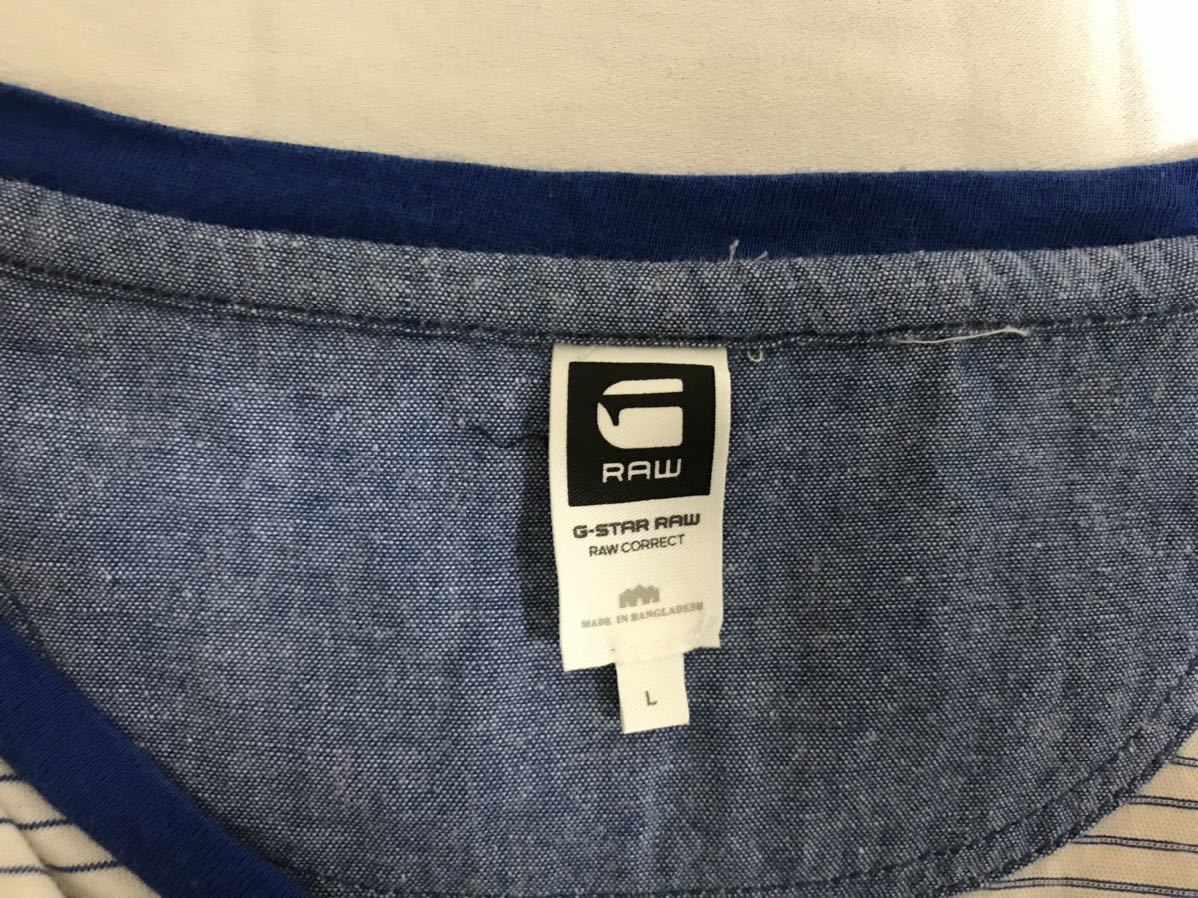 RAW
G-STAR RAW
RAW CORRECT
MADE IN BANGLADESH
L